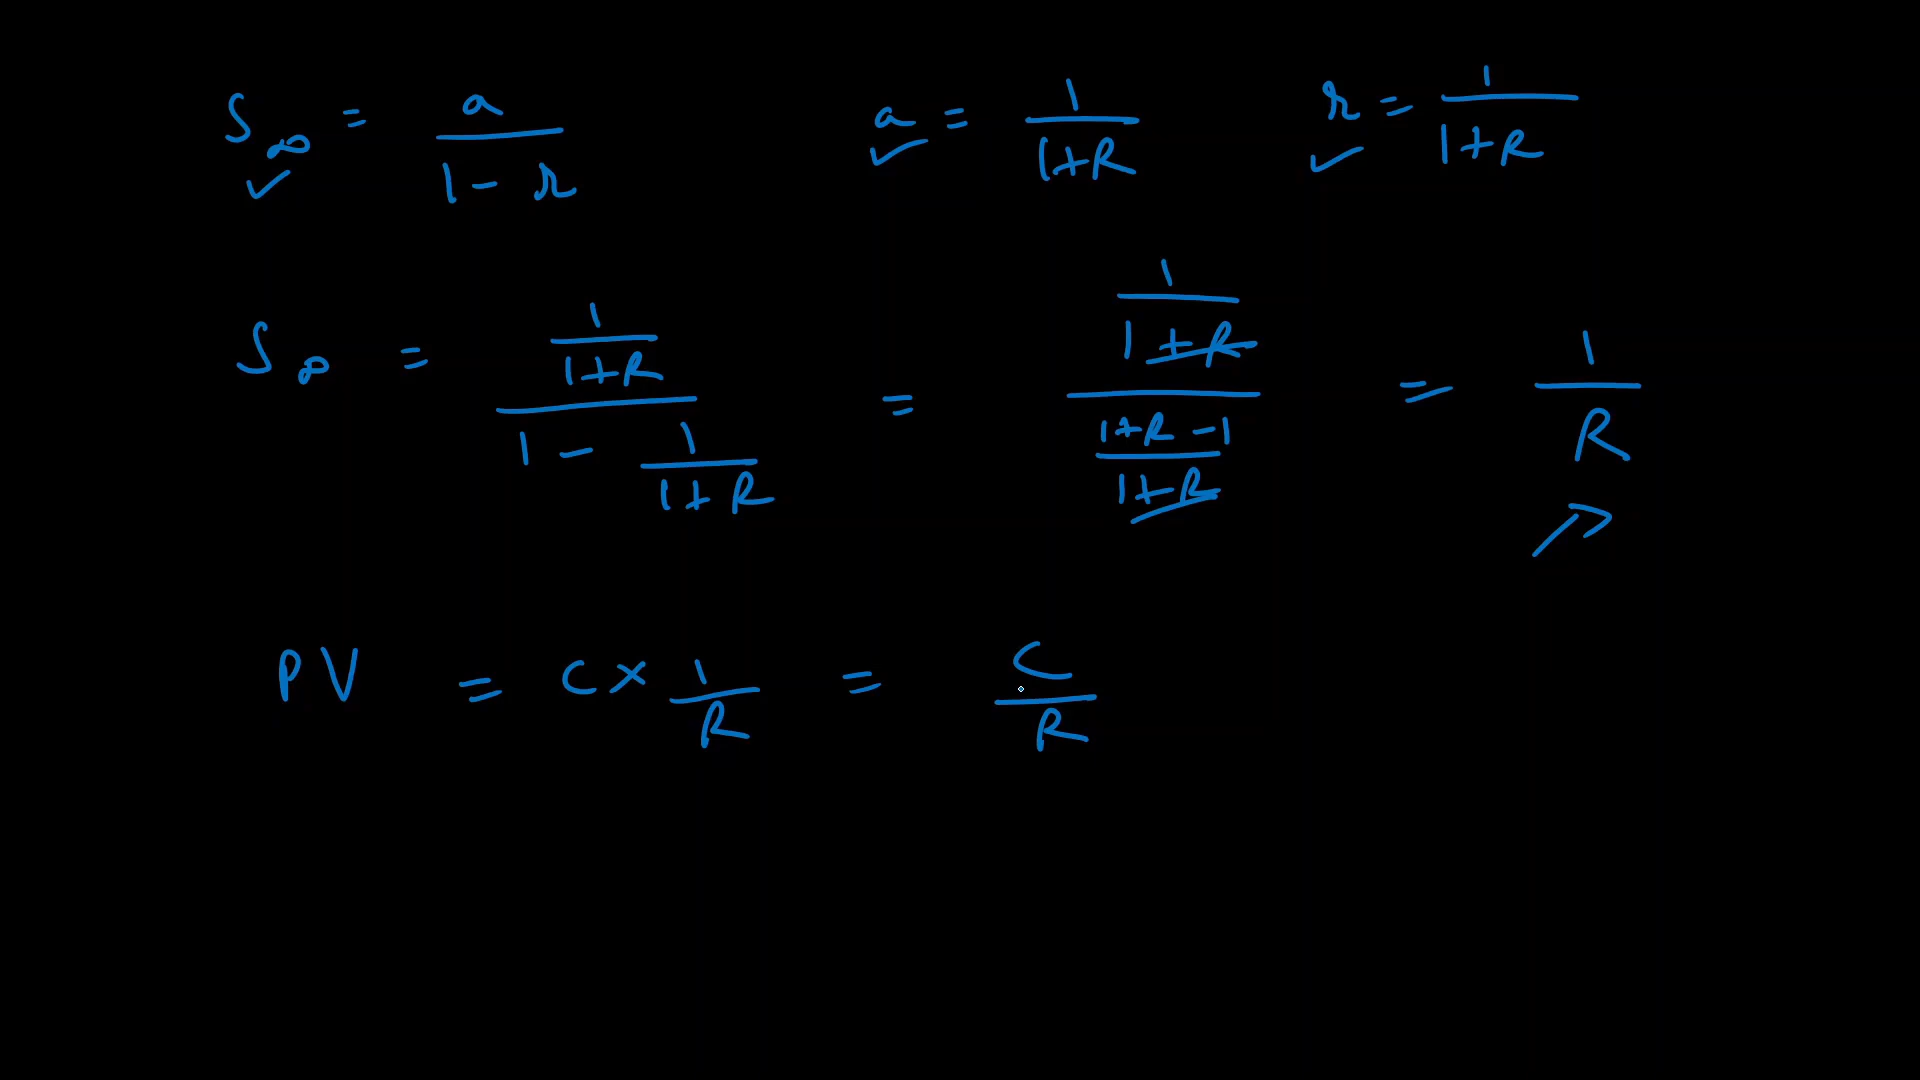 S∞ = a/(1 - r)   a = 1/(1+R)   r = 1/(1+R)
S∞ = (1/(1+R))/(1 - 1/(1+R)) = (1/(1+R))/((1+R-1)/(1+R)) = 1/R
PV = C × 1/R = C/R